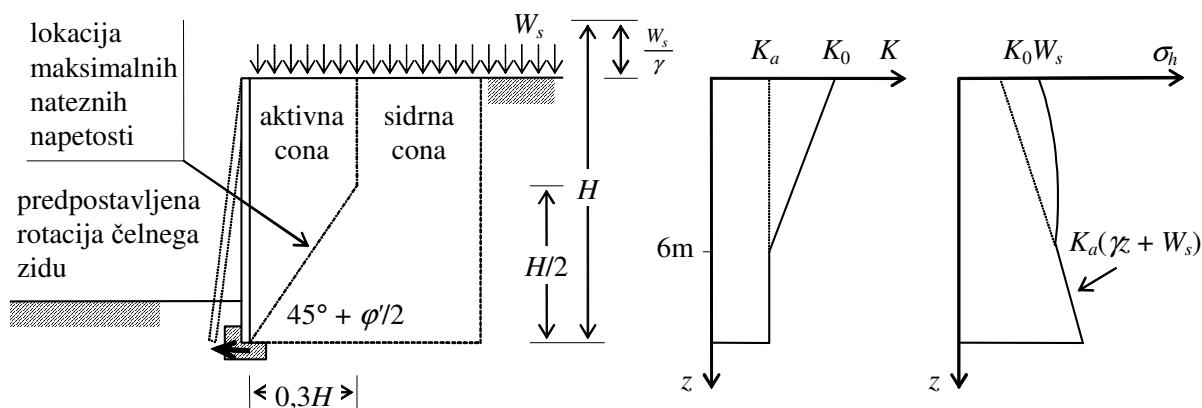 lokacija
maksimalnih
nateznih
napetosti
predpostavljena
rotacija čelnega
zidu
aktivna
cona
sidrna
cona
45° + φ'/2
0,3H
W_s
W_s
γ
H
H/2
K_a
K_0
K
6m
z
K_0W_s
σ_h
K_a(γz + W_s)
z